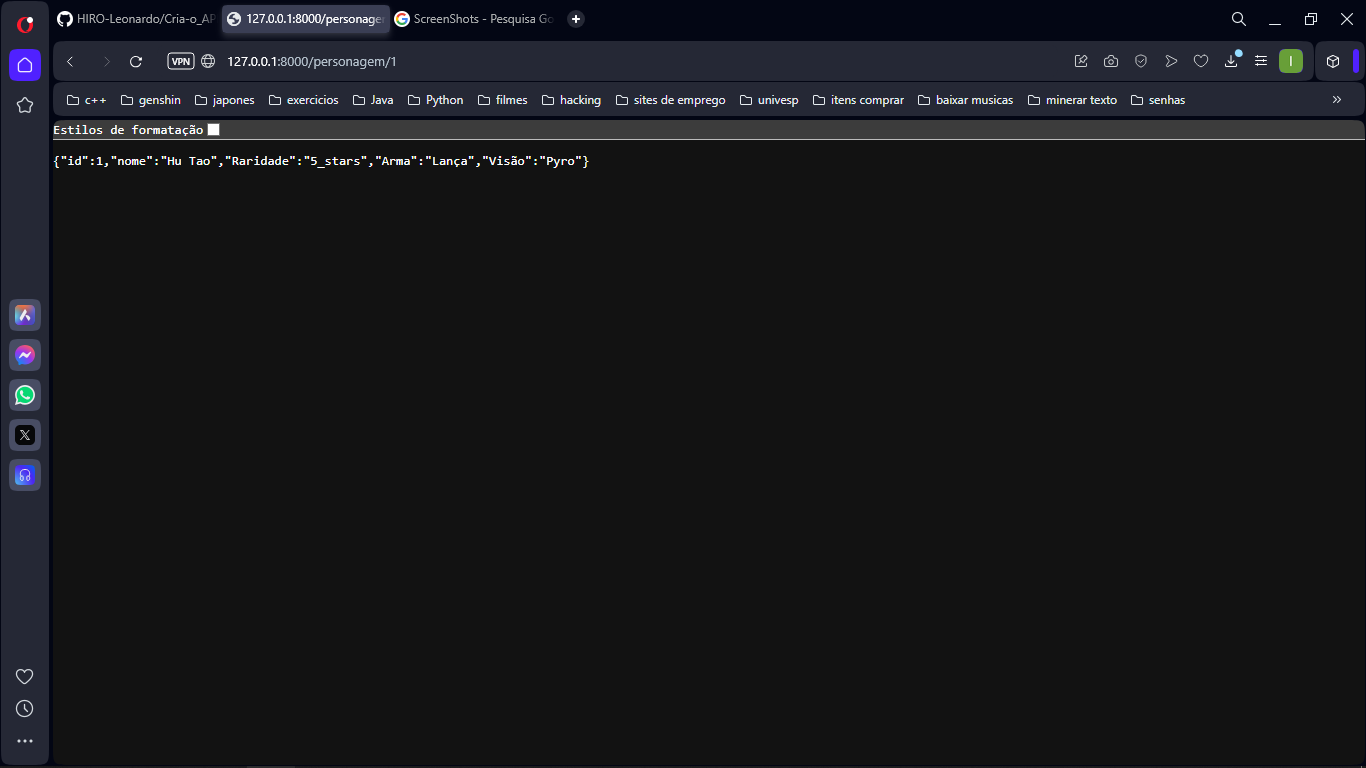 HIRO-Leonardo/Cria-o_AP
127.0.0.1:8000/personagem
ScreenShots - Pesquisa Go
VPN
127.0.0.1:8000/personagem/1
I
c++ genshin japones exercicios Java Python filmes hacking sites de emprego univesp itens comprar baixar musicas minerar texto senhas
Estilos de formatação
{"id":1,"nome":"Hu Tao","Raridade":"5_stars","Arma":"Lança","Visão":"Pyro"}